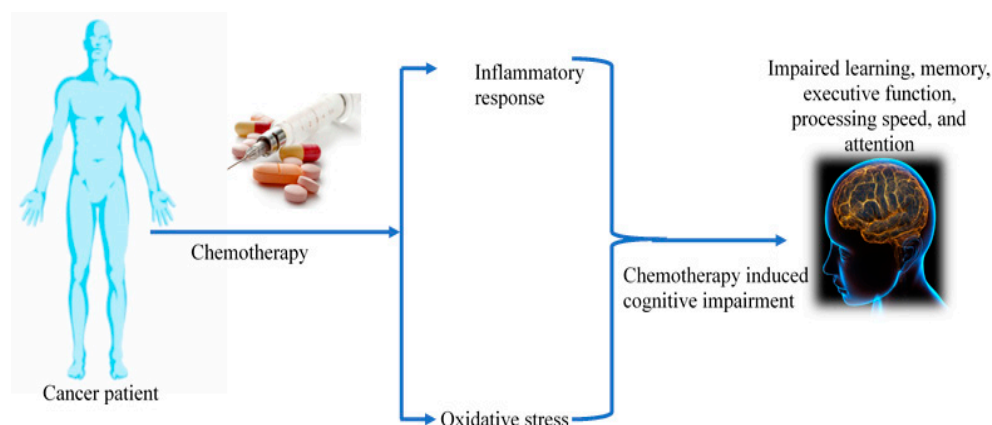 Inflammatory
response
Impaired learning, memory,
executive function,
processing speed, and
attention
Chemotherapy
Chemotherapy induced
cognitive impairment
Cancer patient
Oxidative stress